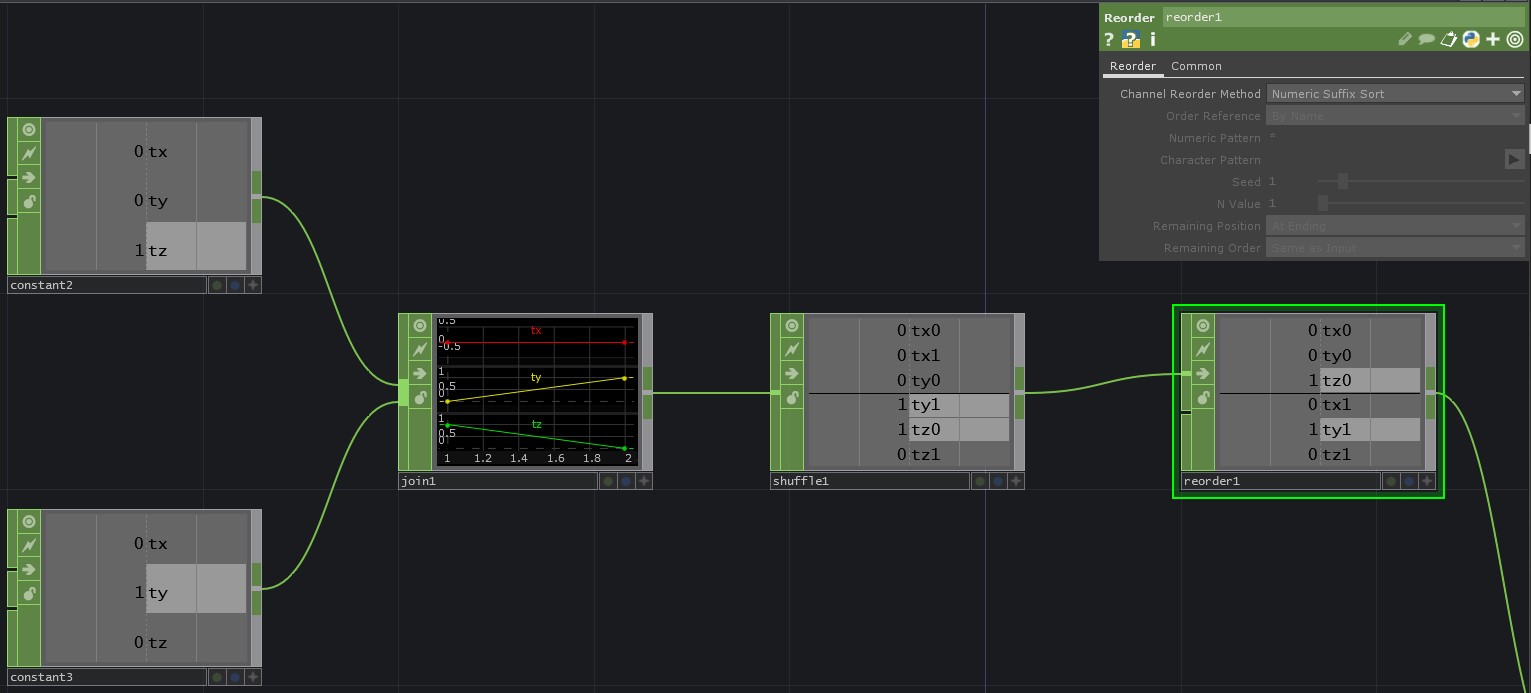 Reorder reorder1
? ? i
Reorder Common
Channel Reorder Method Numeric Suffix Sort
Order Reference By Name
Numeric Pattern *
Character Pattern
Seed 1
N Value 1
Remaining Position At Ending
Remaining Order Same as Input
0 tx
0 ty
1 tz
constant2
0.5
0
-0.5
tx
1
0.5
0
ty
1
0.5
0
tz
1 1.2 1.4 1.6 1.8 2
join1
0 tx0
0 tx1
0 ty0
1 ty1
1 tz0
0 tz1
shuffle1
0 tx0
0 ty0
1 tz0
0 tx1
1 ty1
0 tz1
reorder1
0 tx
1 ty
0 tz
constant3